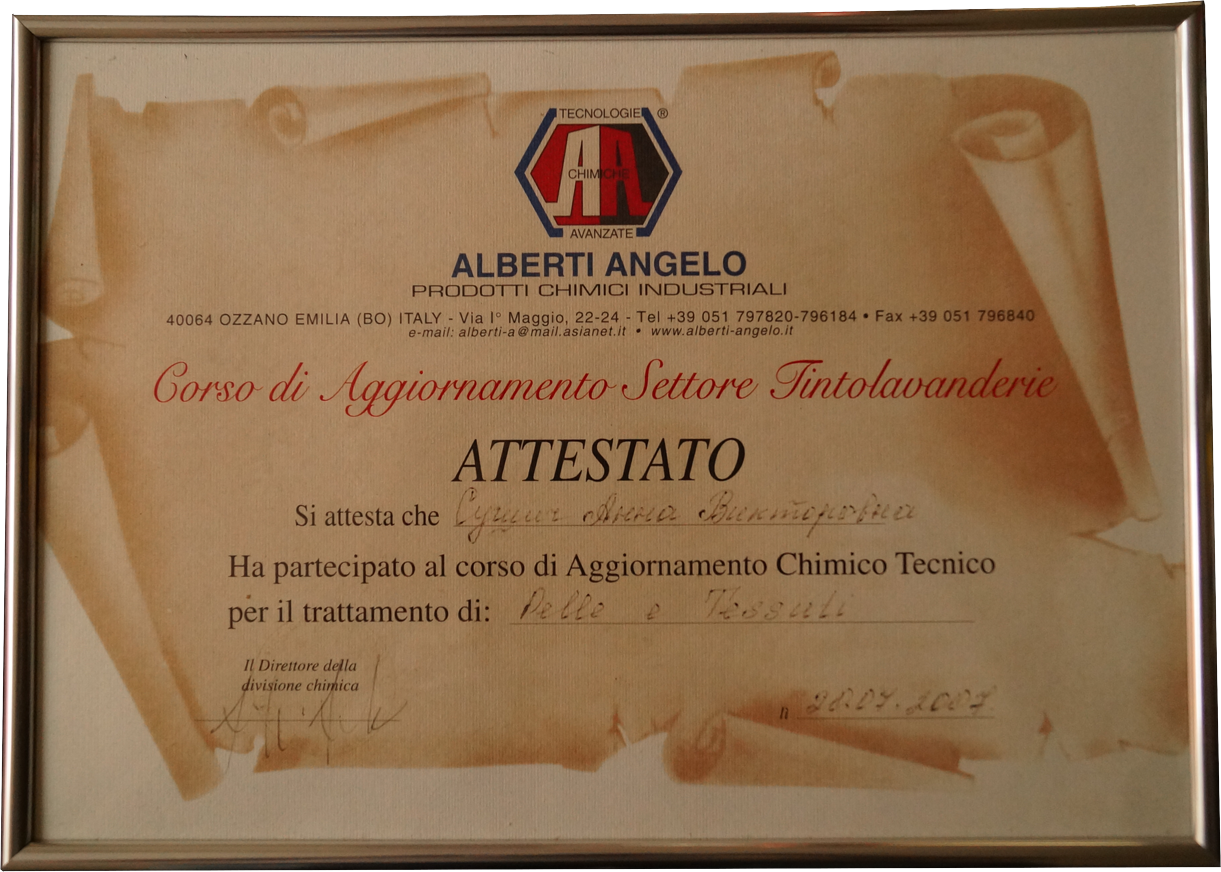 TECNOLOGIE ®
AA
CHIMICHE
AVANZATE
ALBERTI ANGELO
PRODOTTI CHIMICI INDUSTRIALI
40064 OZZANO EMILIA (BO) ITALY - Via I° Maggio, 22-24 - Tel +39 051 797820-796184 • Fax +39 051 796840
e-mail: alberti-a@mail.asianet.it • www.alberti-angelo.it
Corso di Aggiornamento Settore Tintolavanderie
ATTESTATO
Si attesta che Анна Викторовна
Ha partecipato al corso di Aggiornamento Chimico Tecnico
per il trattamento di: Pelle e Tessuti
Il Direttore della
divisione chimica
n 20.07.2007